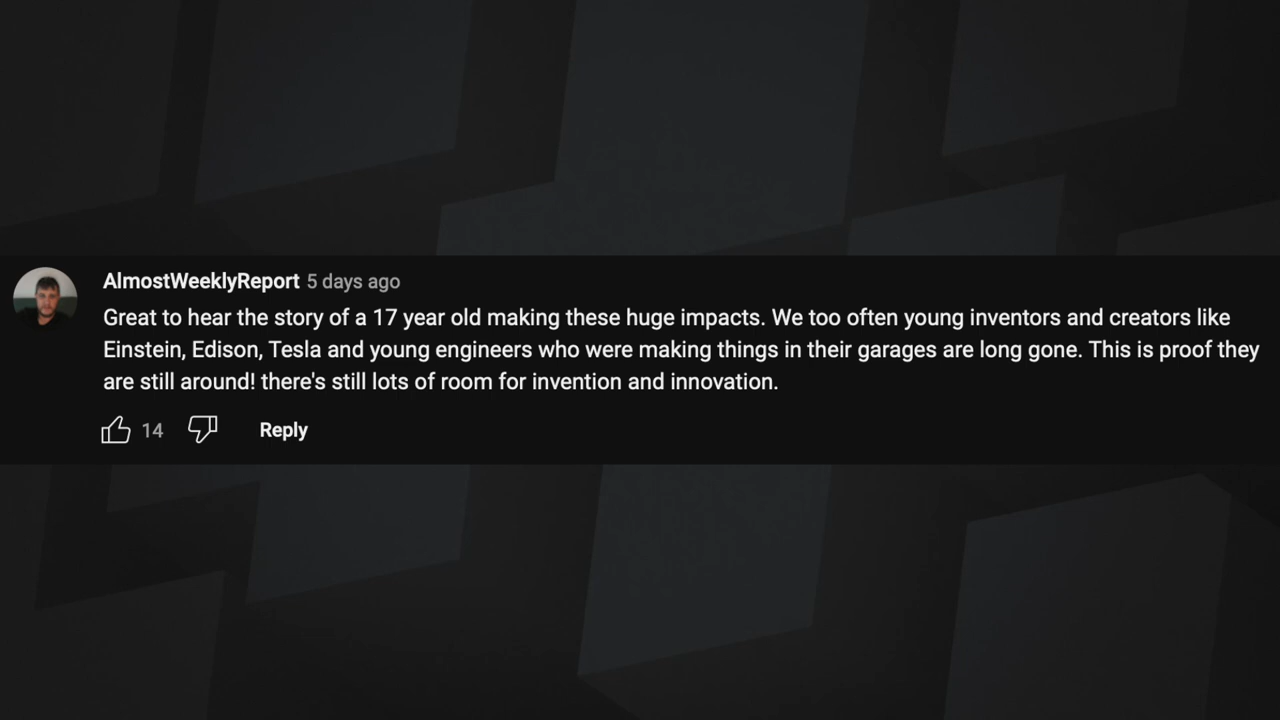 AlmostWeeklyReport 5 days ago
Great to hear the story of a 17 year old making these huge impacts. We too often young inventors and creators like
Einstein, Edison, Tesla and young engineers who were making things in their garages are long gone. This is proof they
are still around! there's still lots of room for invention and innovation.
14 Reply